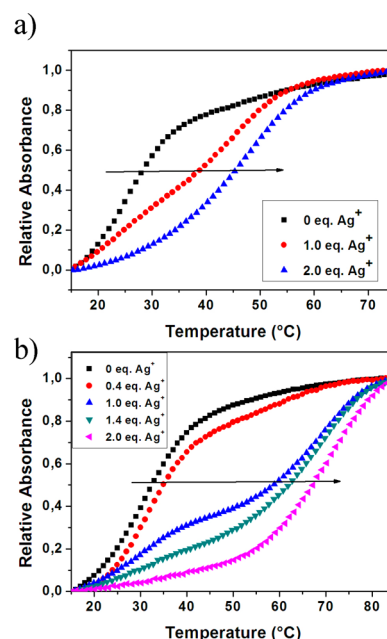 a)
Relative Absorbance
1,0
0,8
0,6
0,4
0,2
0,0
0 eq. Ag+
1.0 eq. Ag+
2.0 eq. Ag+
20 30 40 50 60 70
Temperature (°C)
b)
Relative Absorbance
1,0
0,8
0,6
0,4
0,2
0,0
0 eq. Ag+
0.4 eq. Ag+
1.0 eq. Ag+
1.4 eq. Ag+
2.0 eq. Ag+
20 30 40 50 60 70 80
Temperature (°C)